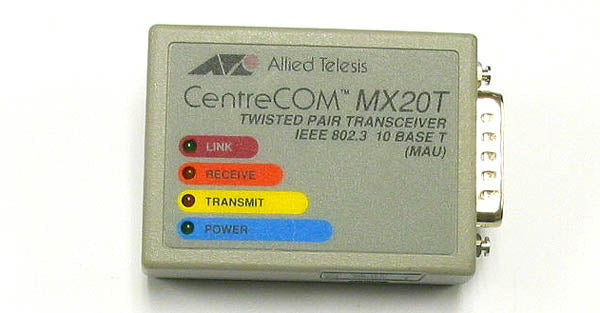 Allied Telesis
CentreCOM™ MX20T
TWISTED PAIR TRANSCEIVER
IEEE 802.3 10 BASE T
(MAU)
LINK
RECEIVE
TRANSMIT
POWER